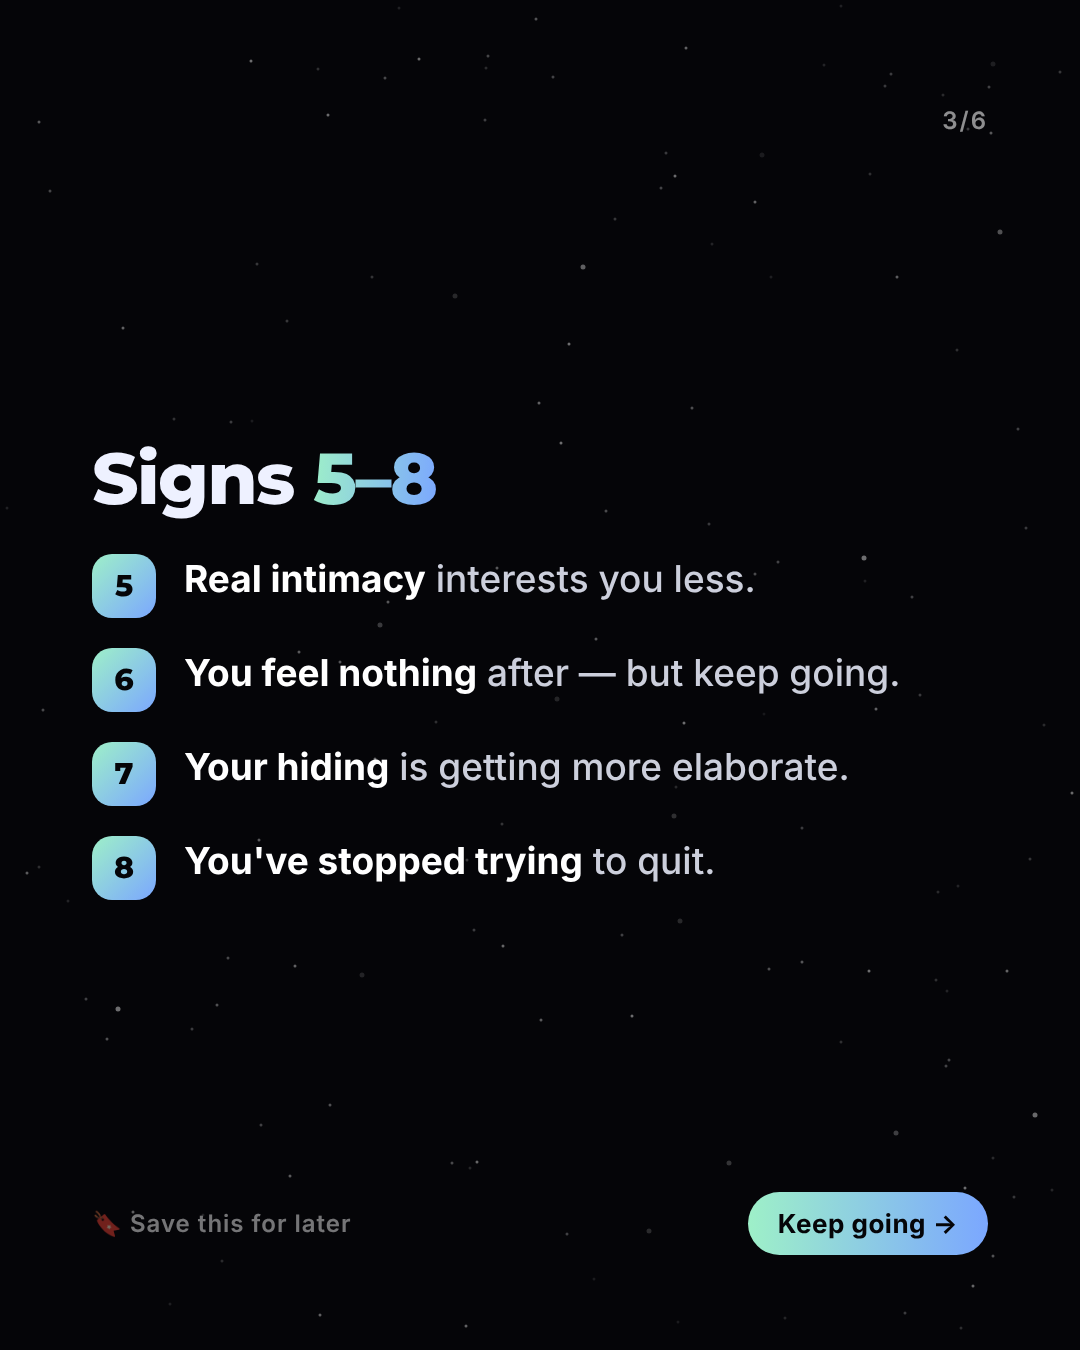 3/6
Signs 5–8
5 Real intimacy interests you less.
6 You feel nothing after — but keep going.
7 Your hiding is getting more elaborate.
8 You've stopped trying to quit.
🔖 Save this for later
Keep going →